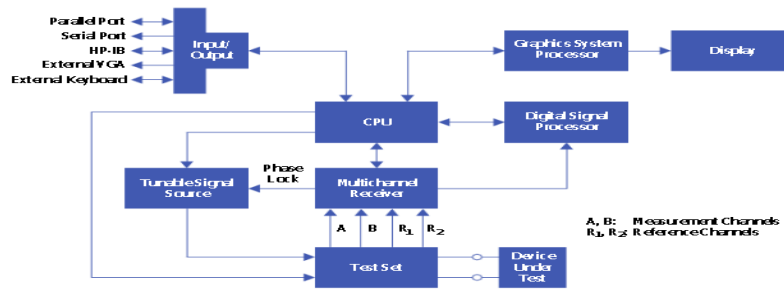 Parallel Port
Serial Port
HP-IB
External VGA
External Keyboard
Input/
Output
Graphics System
Processor
Display
CPU
Digital Signal
Processor
Tunable Signal
Source
Phase
Lock
Multichannel
Receiver
A
B
R1
R2
Test Set
Device
Under
Test
A, B: Measurement Channels
R1, R2: Reference Channels